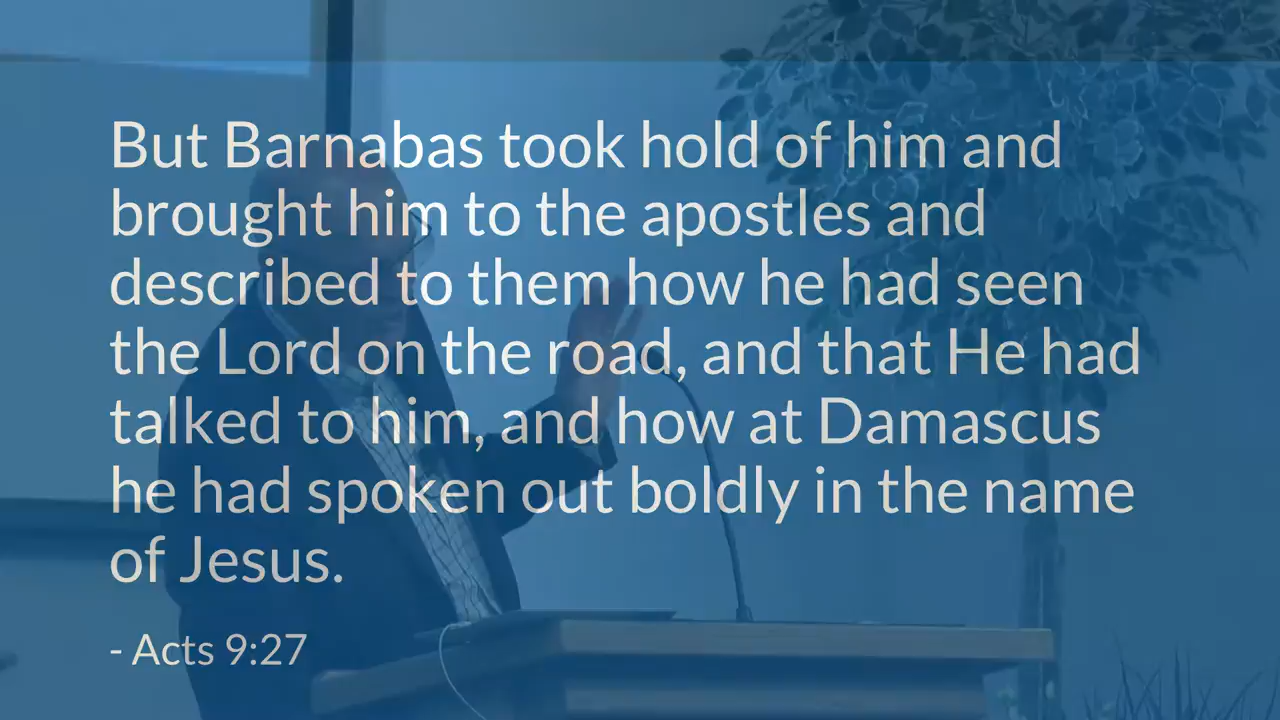 But Barnabas took hold of him and
brought him to the apostles and
described to them how he had seen
the Lord on the road, and that He had
talked to him, and how at Damascus
he had spoken out boldly in the name
of Jesus.
- Acts 9:27